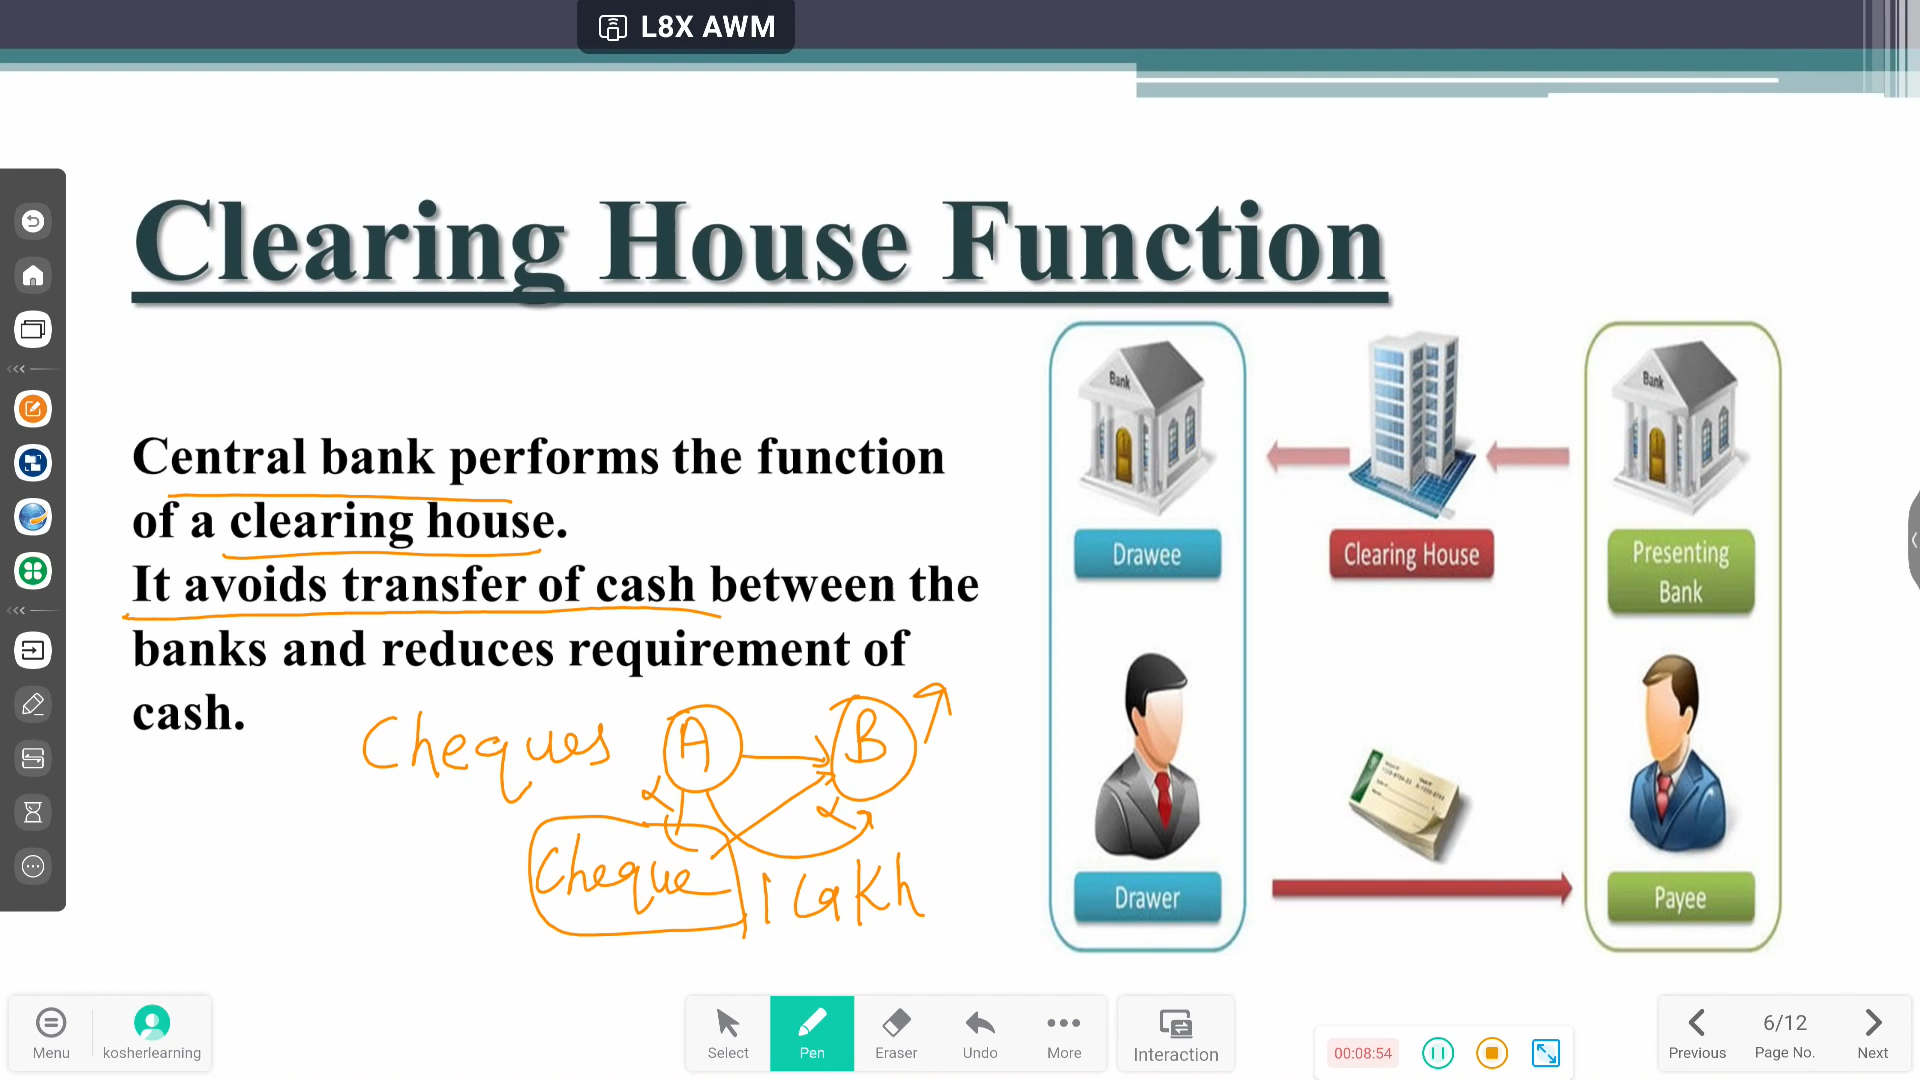 L8X AWM
Clearing House Function
Central bank performs the function
of a clearing house.
It avoids transfer of cash between the
banks and reduces requirement of
cash.
Cheques A B
Cheque 1 Lakh
Bank
Bank
Drawee
Clearing House
Presenting
Bank
Drawer
Payee
Menu
kosherlearning
Select
Pen
Eraser
Undo
More
Interaction
00:08:54
Previous
6/12
Page No.
Next